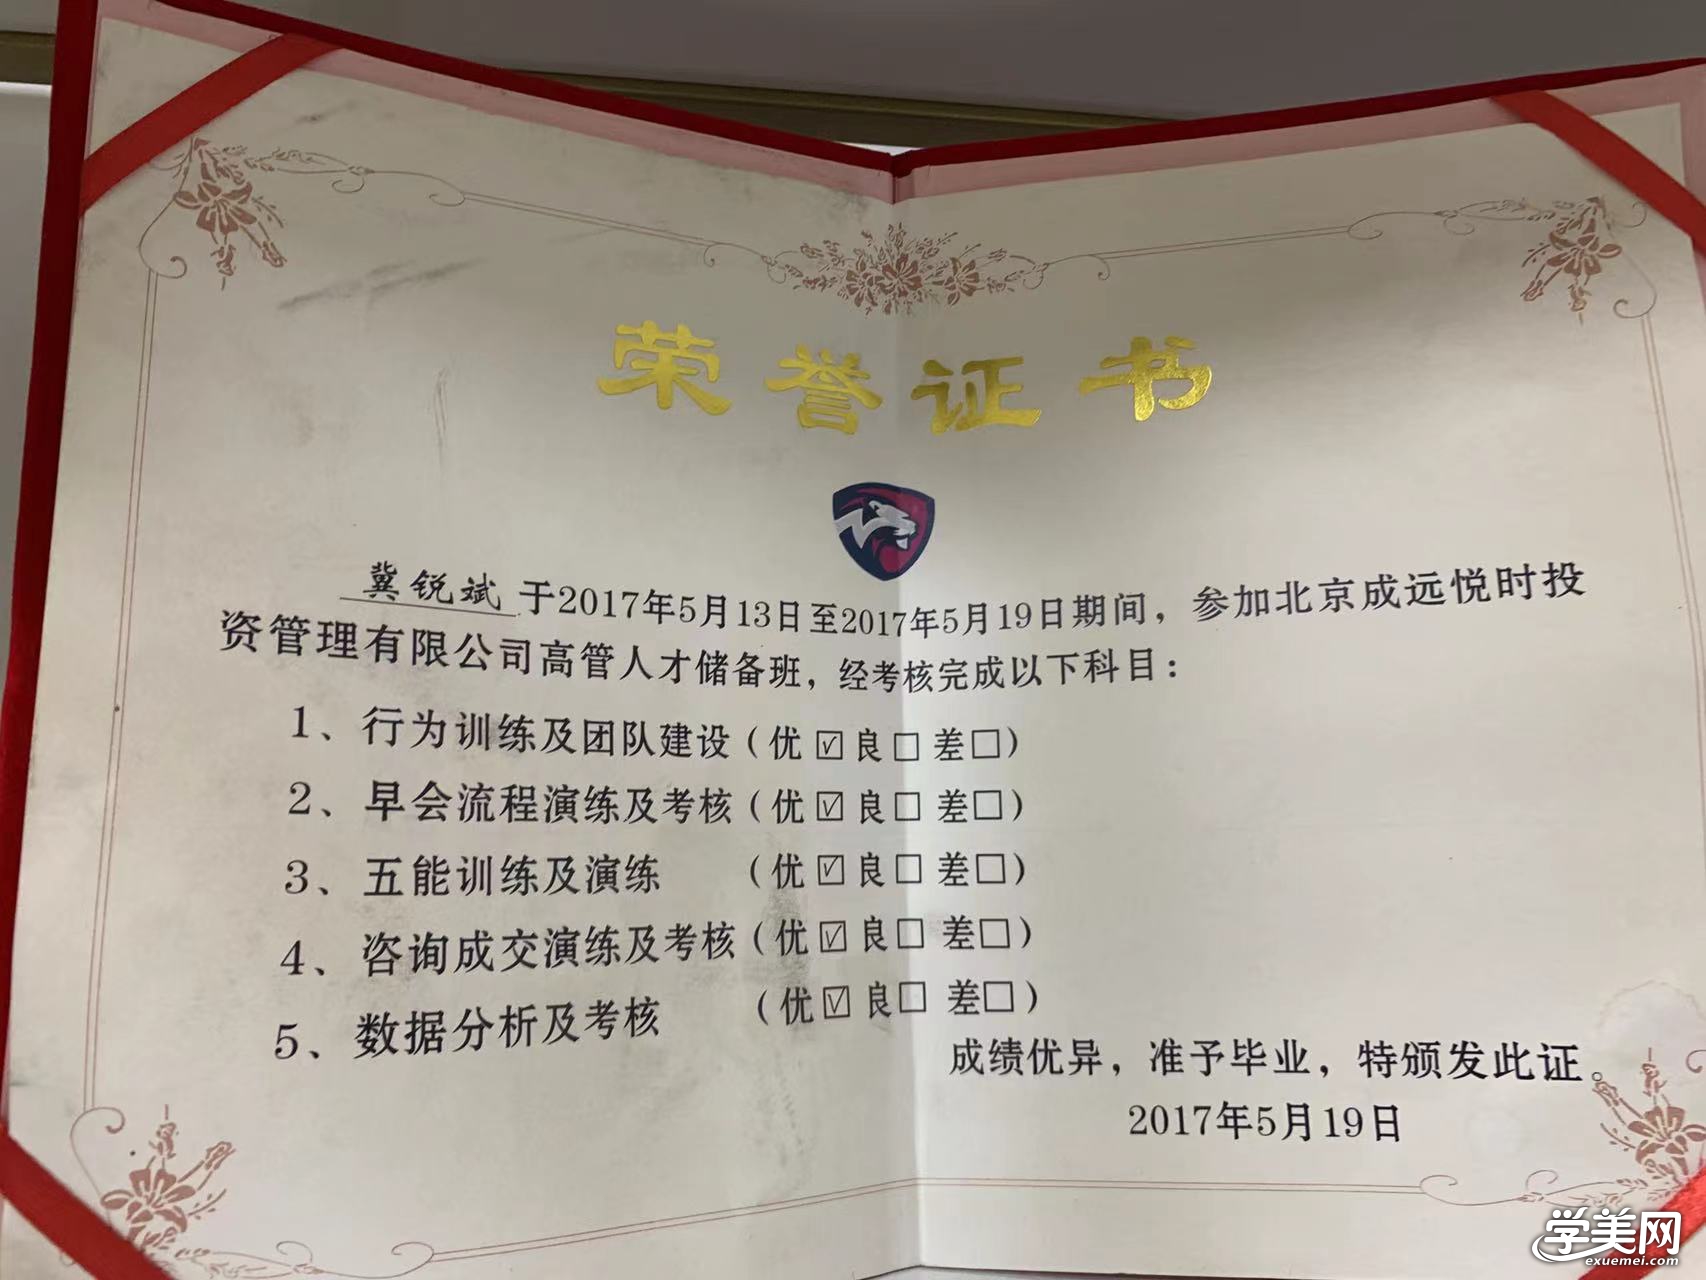 荣誉证书
冀锐斌于2017年5月13日至2017年5月19日期间，参加北京成远悦时投
资管理有限公司高管人才储备班，经考核完成以下科目：
1、行为训练及团队建设（优☑良□差□）
2、早会流程演练及考核（优☑良□差□）
3、五能训练及演练（优☑良□差□）
4、咨询成交演练及考核（优☑良□差□）
5、数据分析及考核（优☑良□差□）
成绩优异，准予毕业，特颁发此证。
2017年5月19日
学美网
exuemei.com